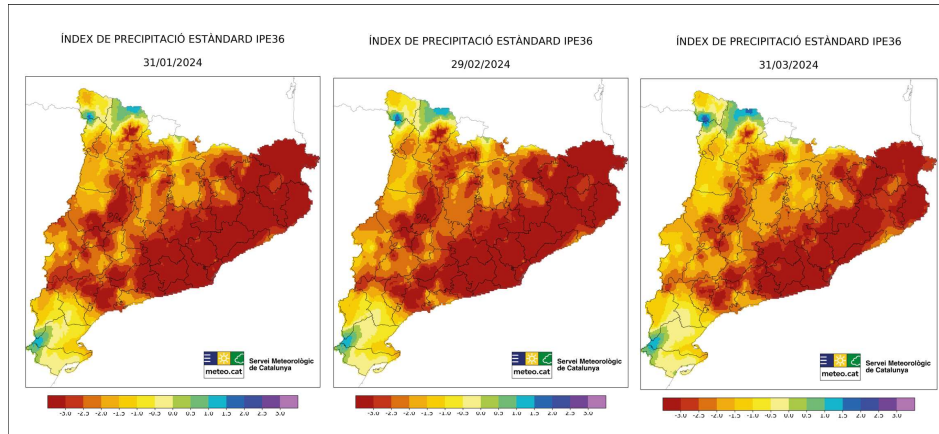 ÍNDEX DE PRECIPITACIÓ ESTÀNDARD IPE36
31/01/2024
meteo.cat
Servei Meteorològic
de Catalunya
-3.0 -2.5 -2.0 -1.5 -1.0 -0.5 0.0 0.5 1.0 1.5 2.0 2.5 3.0
ÍNDEX DE PRECIPITACIÓ ESTÀNDARD IPE36
29/02/2024
meteo.cat
Servei Meteorològic
de Catalunya
-3.0 -2.5 -2.0 -1.5 -1.0 -0.5 0.0 0.5 1.0 1.5 2.0 2.5 3.0
ÍNDEX DE PRECIPITACIÓ ESTÀNDARD IPE36
31/03/2024
meteo.cat
Servei Meteorològic
de Catalunya
-3.0 -2.5 -2.0 -1.5 -1.0 -0.5 0.0 0.5 1.0 1.5 2.0 2.5 3.0